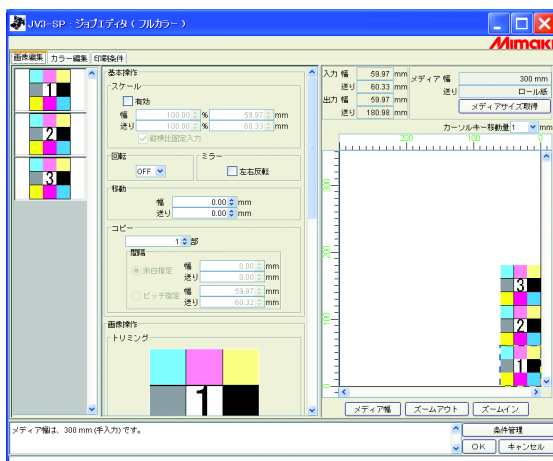 JV3-SP : ジョブエディタ ( フルカラー )
Mimaki
画像編集 カラー編集 印刷条件
1
2
3
基本操作
スケール
有効
幅 100.00 % 59.97 mm
送り 100.00 % 60.33 mm
縦横比固定入力
回転 ミラー
OFF 左右反転
移動
幅 0.00 mm
送り 0.00 mm
コピー
1 部
間隔
余白指定 幅 0.00 mm
送り 0.00 mm
ピッチ指定 幅 59.97 mm
送り 60.33 mm
画像操作
トリミング
1
入力 幅 59.97 mm
送り 60.33 mm
出力 幅 59.97 mm
送り 180.98 mm
メディア 幅 300 mm
送り ロール紙
メディアサイズ取得
カーソルキー移動量 1 mm
200 100 0
300
200
100
0
3
2
1
メディア幅 ズームアウト ズームイン
メディア幅は、300 mm (手入力) です。
条件管理
OK キャンセル